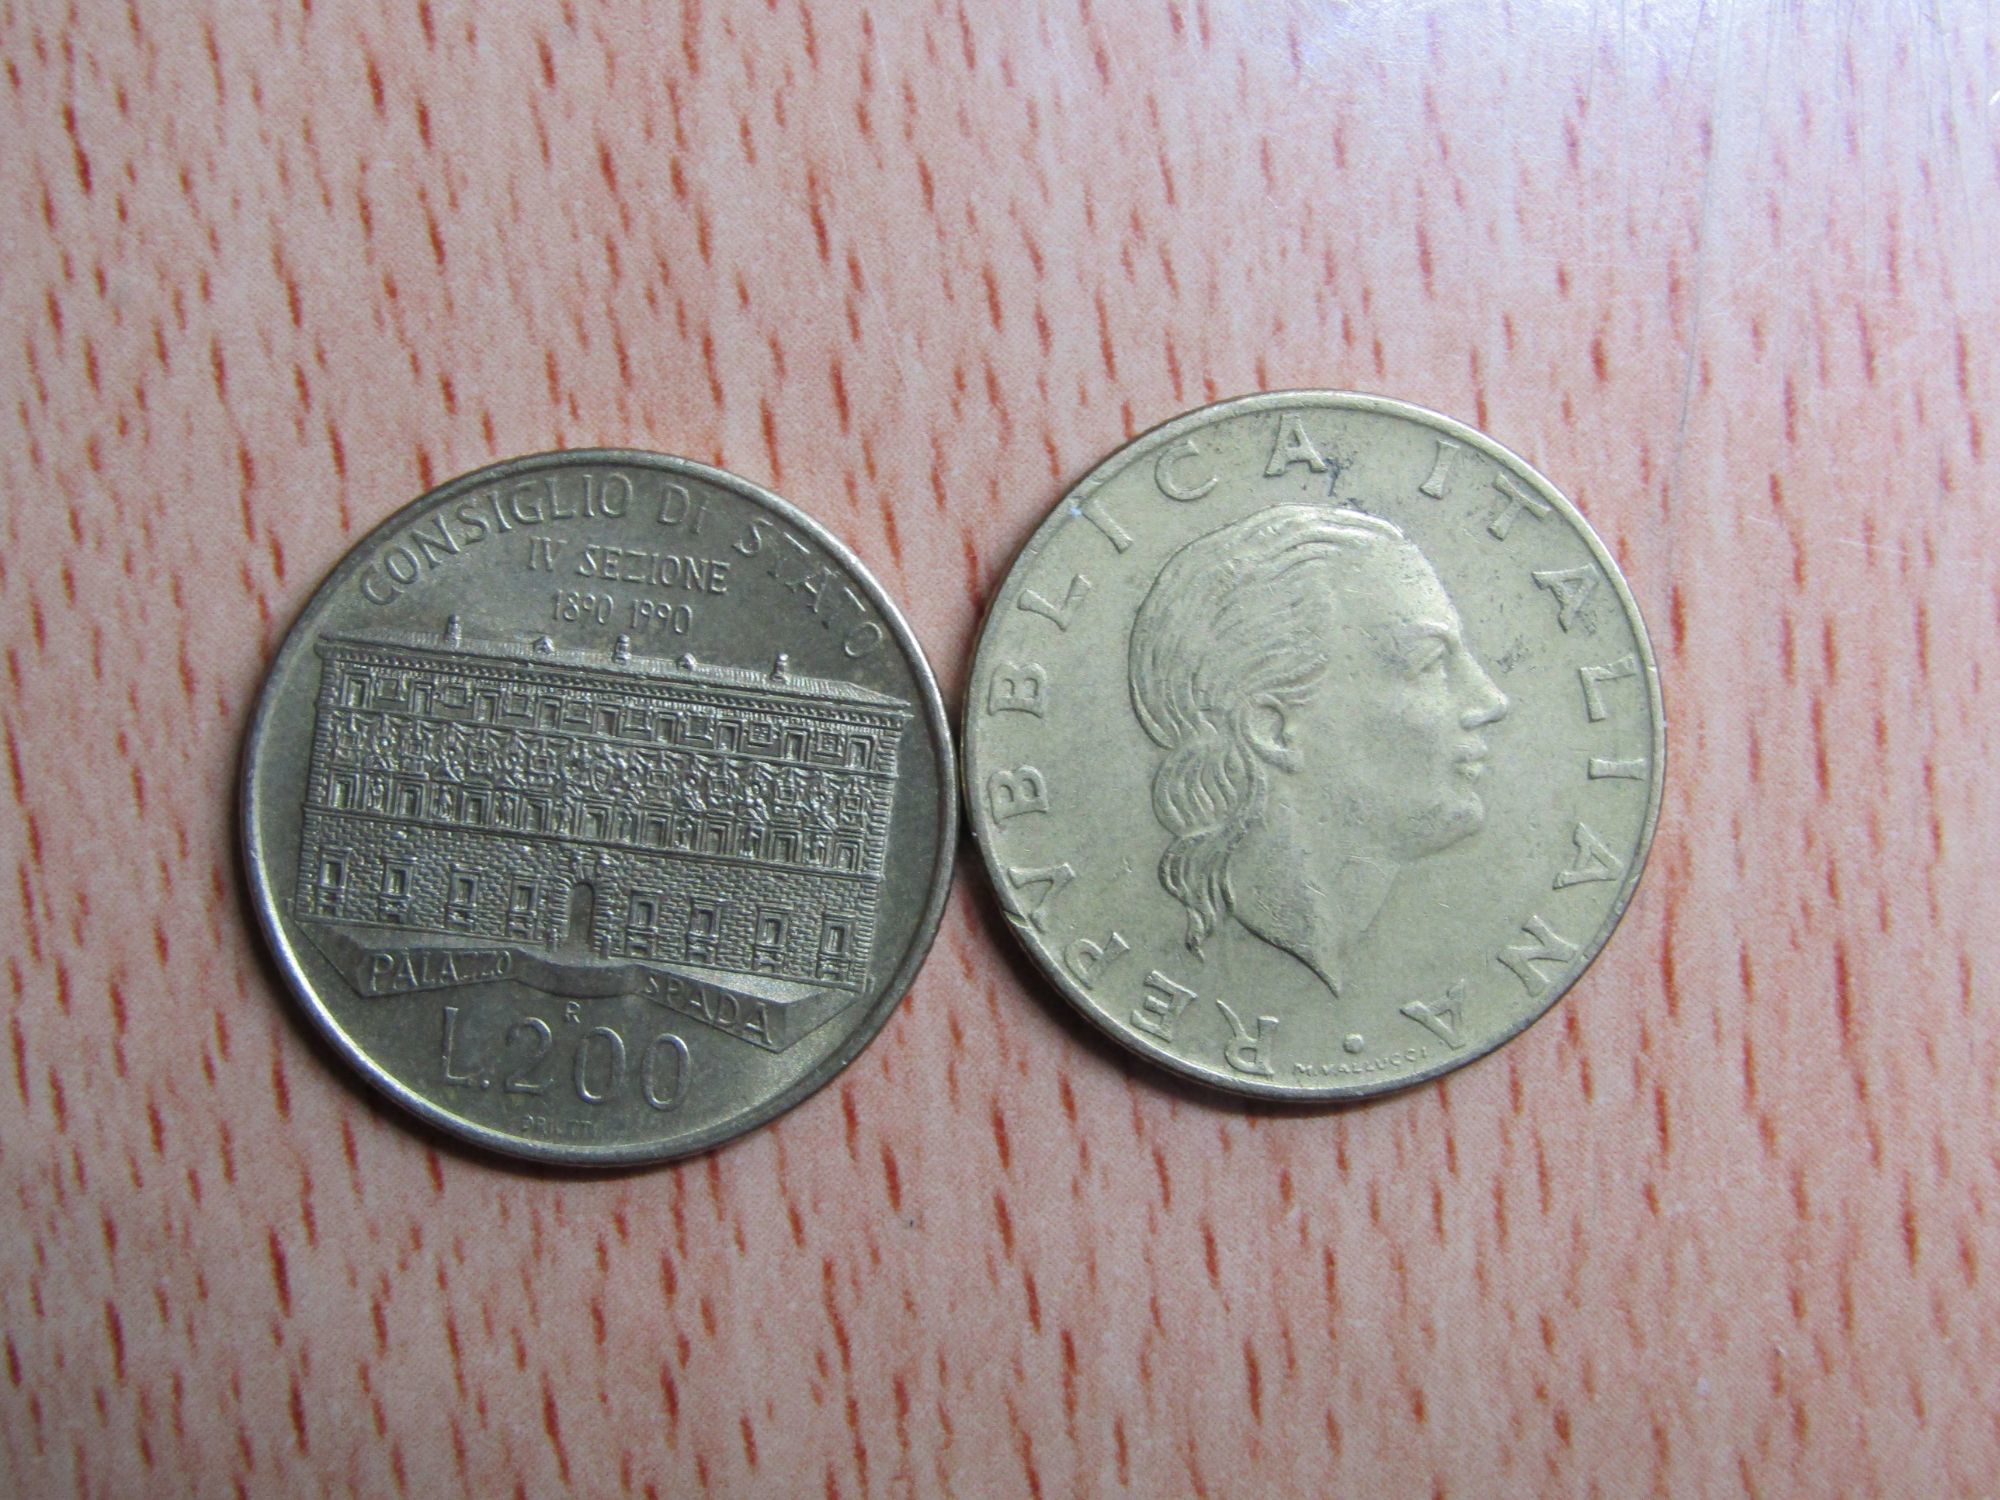 CONSIGLIO DI STATO
IV SEZIONE
1890 1990
PALAZZO SPADA
R
L.200
REPVBBLICA ITALIANA
M.VALLUCCI